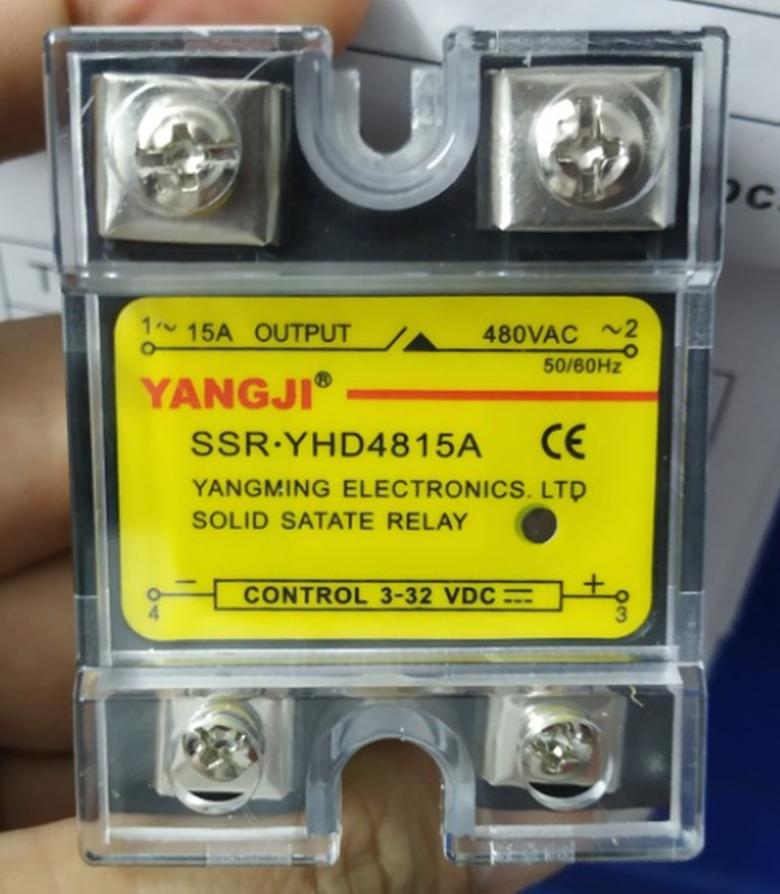 1~ 15A OUTPUT 480VAC ~2
50/60Hz
YANGJI®
SSR·YHD4815A CE
YANGMING ELECTRONICS. LTD
SOLID SATATE RELAY
− +
4 CONTROL 3-32 VDC 3